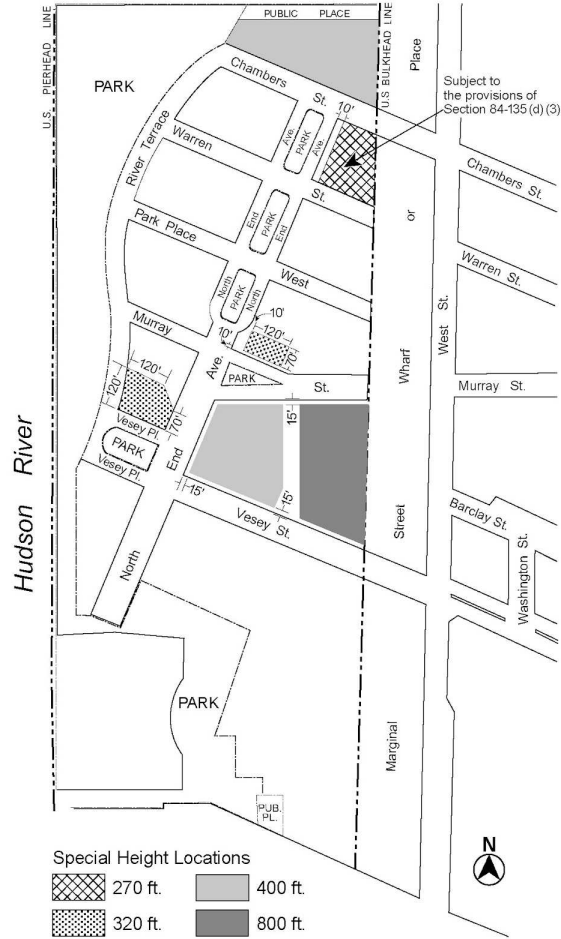 PUBLIC PLACE
U.S. PIERHEAD LINE
U.S BULKHEAD LINE
Place
PARK
Chambers
St.
10'
Subject to
the provisions of
Section 84-135 (d) (3)
River Terrace
Warren
St.
Ave.
PARK
Ave.
Chambers St.
Park Place
End
PARK
End
or
West
Warren St.
North
PARK
North
10'
Murray
10'
120'
70'
West St.
Wharf
Ave.
PARK
St.
Murray St.
120'
120'
70'
15'
Vesey Pl.
PARK
Vesey Pl.
End
15'
15'
Vesey St.
Street
Barclay St.
Washington St.
Hudson River
North
PARK
Marginal
PUB.
PL.
N
Special Height Locations
270 ft.
400 ft.
320 ft.
800 ft.